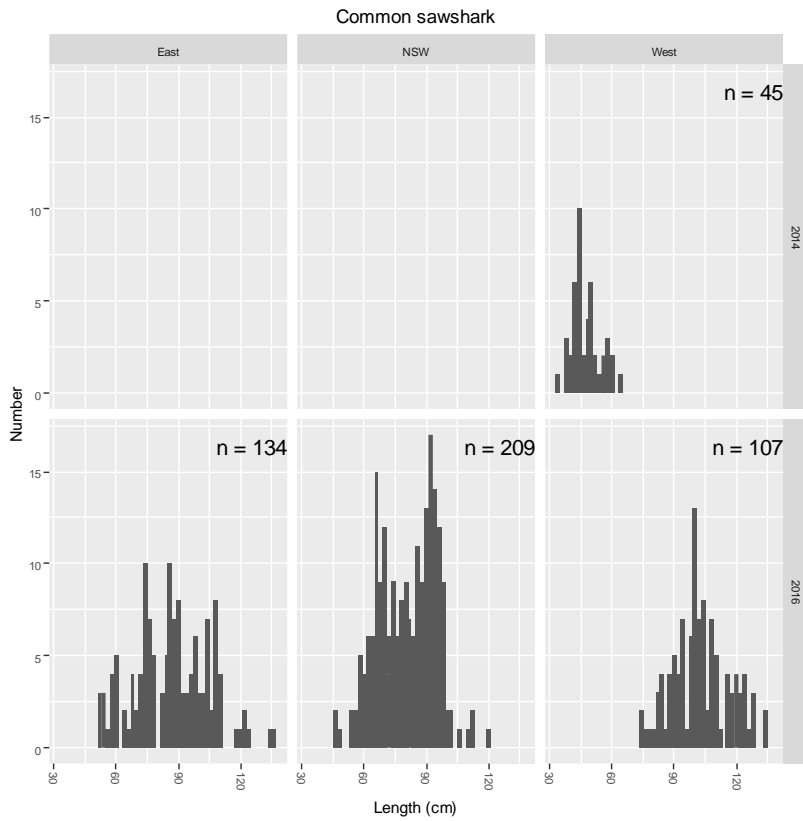 Common sawshark
East NSW West
n = 45
15
10
5
0
2014
Number
n = 134 n = 209 n = 107
15
10
5
0
2016
30 60 90 120 30 60 90 120 30 60 90 120
Length (cm)